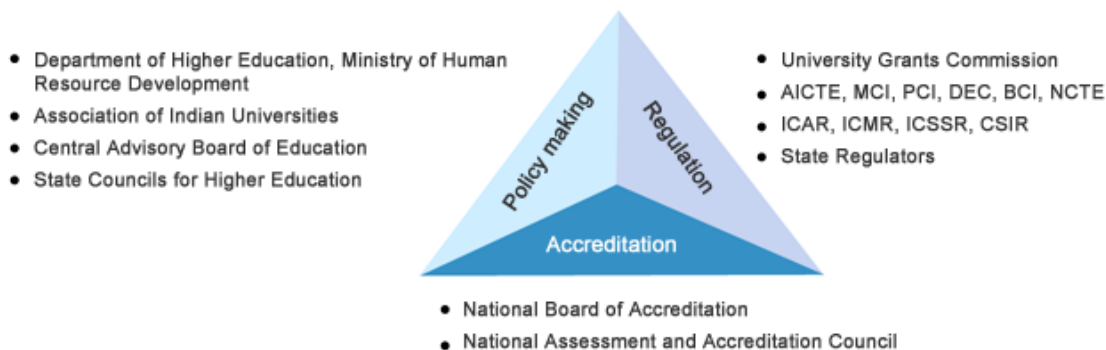 • Department of Higher Education, Ministry of Human
Resource Development
• Association of Indian Universities
• Central Advisory Board of Education
• State Councils for Higher Education
Policy making
Regulation
Accreditation
• University Grants Commission
• AICTE, MCI, PCI, DEC, BCI, NCTE
• ICAR, ICMR, ICSSR, CSIR
• State Regulators
• National Board of Accreditation
• National Assessment and Accreditation Council